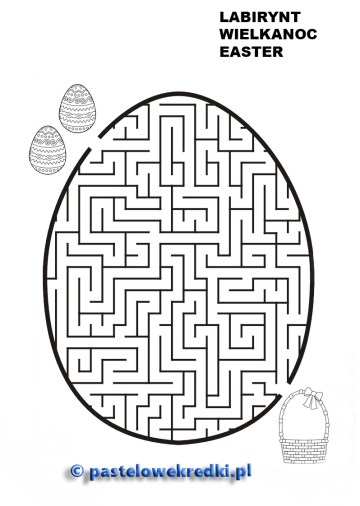 LABIRYNT
WIELKANOC
EASTER
© pastelowekredki.pl